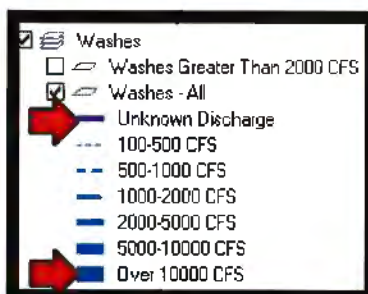 Washes
Washes Greater Than 2000 CFS
Washes - All
Unknown Discharge
100-500 CFS
500-1000 CFS
1000-2000 CFS
2000-5000 CFS
5000-10000 CFS
Over 10000 CFS